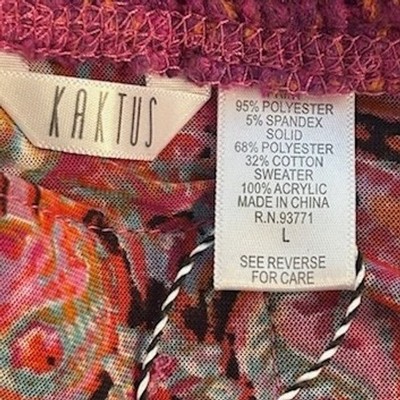 KAKTUS
95% POLYESTER
5% SPANDEX
SOLID
68% POLYESTER
32% COTTON
SWEATER
100% ACRYLIC
MADE IN CHINA
R.N.93771
L
SEE REVERSE
FOR CARE